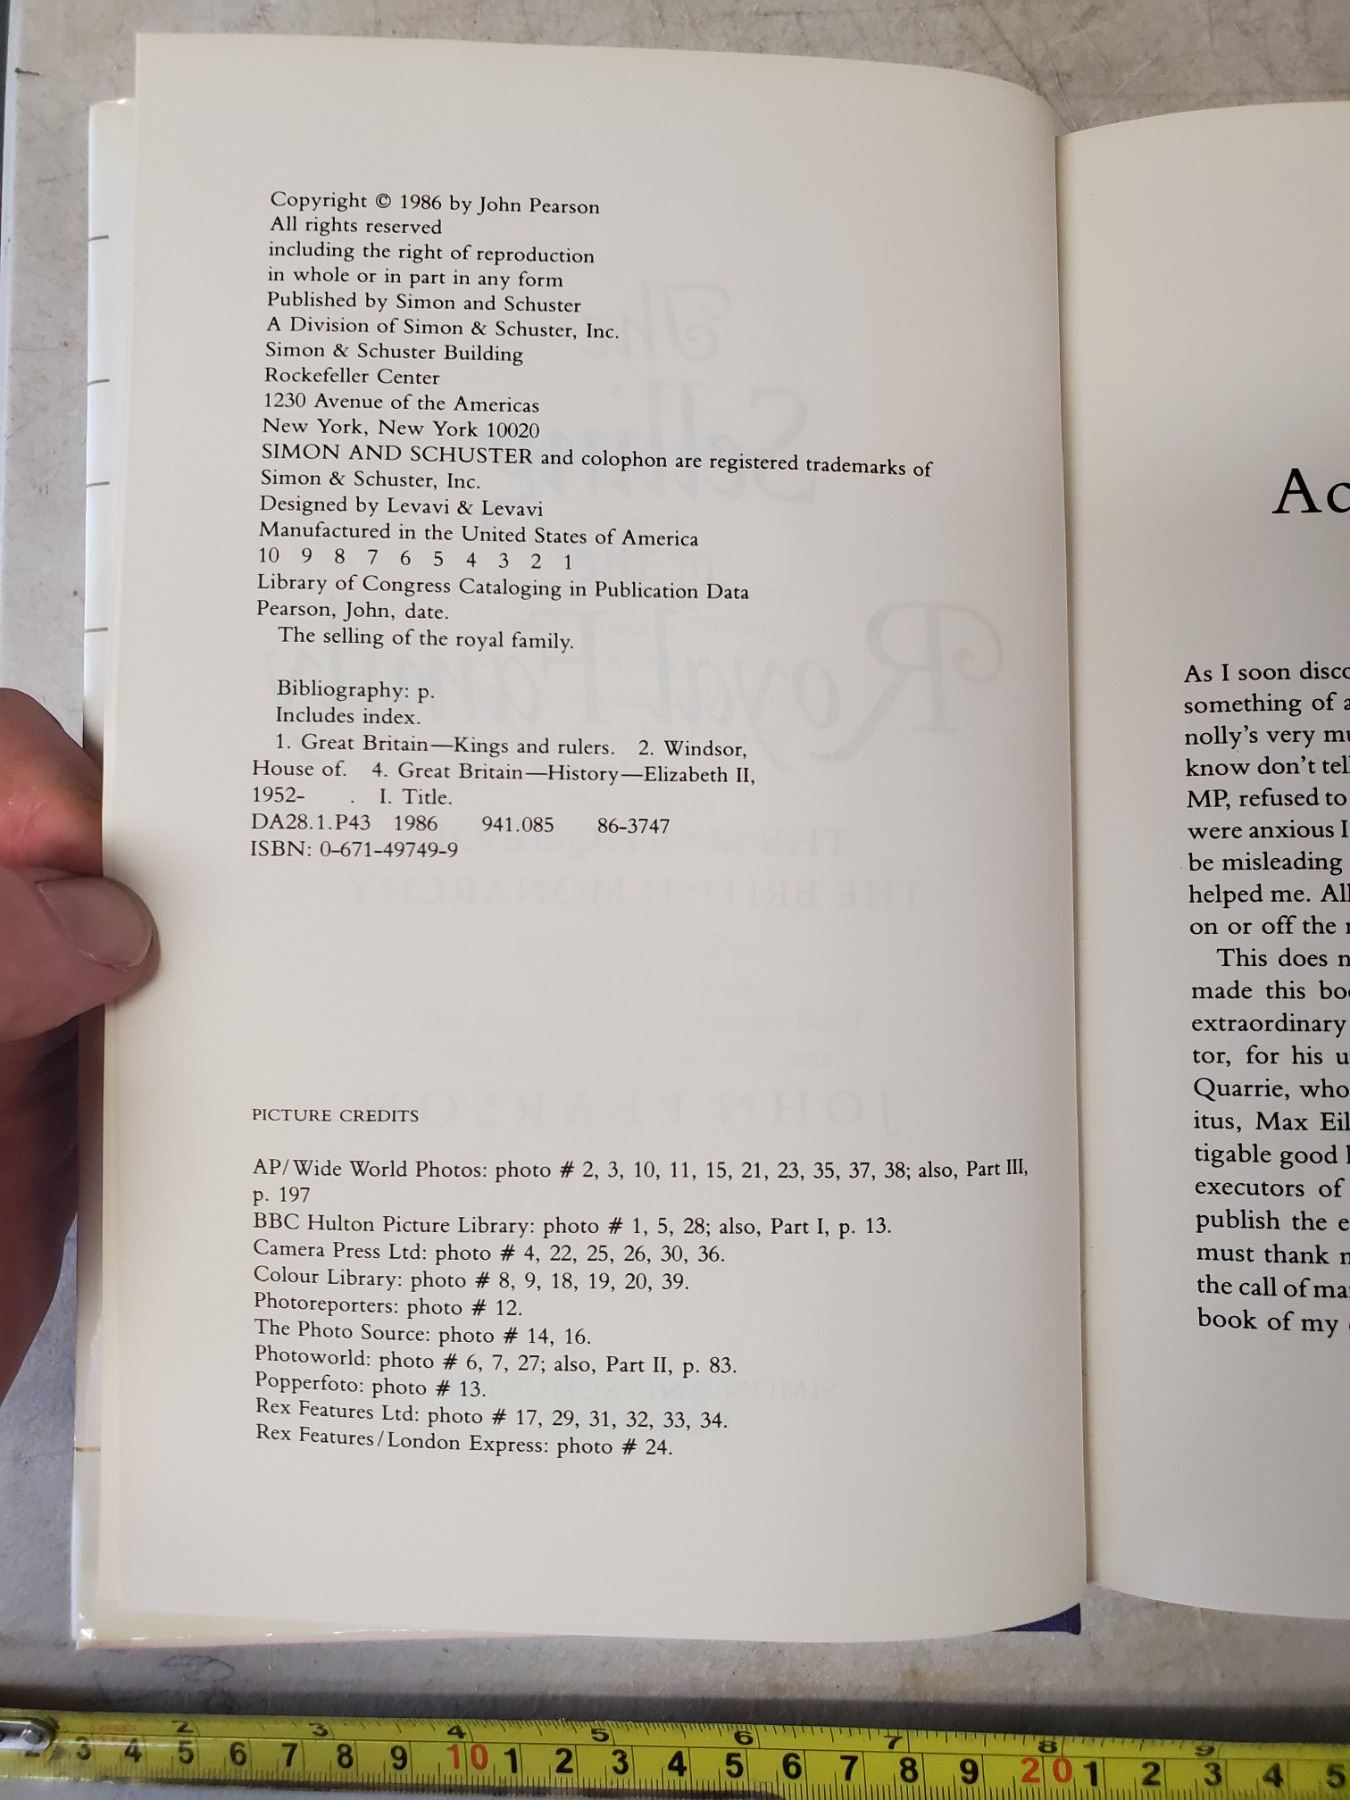 Copyright © 1986 by John Pearson
All rights reserved
including the right of reproduction
in whole or in part in any form
Published by Simon and Schuster
A Division of Simon & Schuster, Inc.
Simon & Schuster Building
Rockefeller Center
1230 Avenue of the Americas
New York, New York 10020
SIMON AND SCHUSTER and colophon are registered trademarks of
Simon & Schuster, Inc.
Designed by Levavi & Levavi
Manufactured in the United States of America
10 9 8 7 6 5 4 3 2 1
Library of Congress Cataloging in Publication Data
Pearson, John, date.
The selling of the royal family.
Bibliography: p.
Includes index.
1. Great Britain—Kings and rulers. 2. Windsor,
House of. 4. Great Britain—History—Elizabeth II,
1952- . I. Title.
DA28.1.P43 1986 941.085 86-3747
ISBN: 0-671-49749-9
PICTURE CREDITS
AP/Wide World Photos: photo # 2, 3, 10, 11, 15, 21, 23, 35, 37, 38; also, Part III,
p. 197
BBC Hulton Picture Library: photo # 1, 5, 28; also, Part I, p. 13.
Camera Press Ltd: photo # 4, 22, 25, 26, 30, 36.
Colour Library: photo # 8, 9, 18, 19, 20, 39.
Photoreporters: photo # 12.
The Photo Source: photo # 14, 16.
Photoworld: photo # 6, 7, 27; also, Part II, p. 83.
Popperfoto: photo # 13.
Rex Features Ltd: photo # 17, 29, 31, 32, 33, 34.
Rex Features/London Express: photo # 24.
Ac
As I soon disco
something of a
nolly's very mu
know don't tell
MP, refused to
were anxious I
be misleading
helped me. All
on or off the
This does n
made this boo
extraordinary
tor, for his u
Quarrie, who
itus, Max Eil
tigable good
executors of
publish the e
must thank
the call of ma
book of my
2 3 4 5 6 7 8 9
3 4 5 6 7 8 9 10 1 2 3 4 5 6 7 8 9 20 1 2 3 4 5